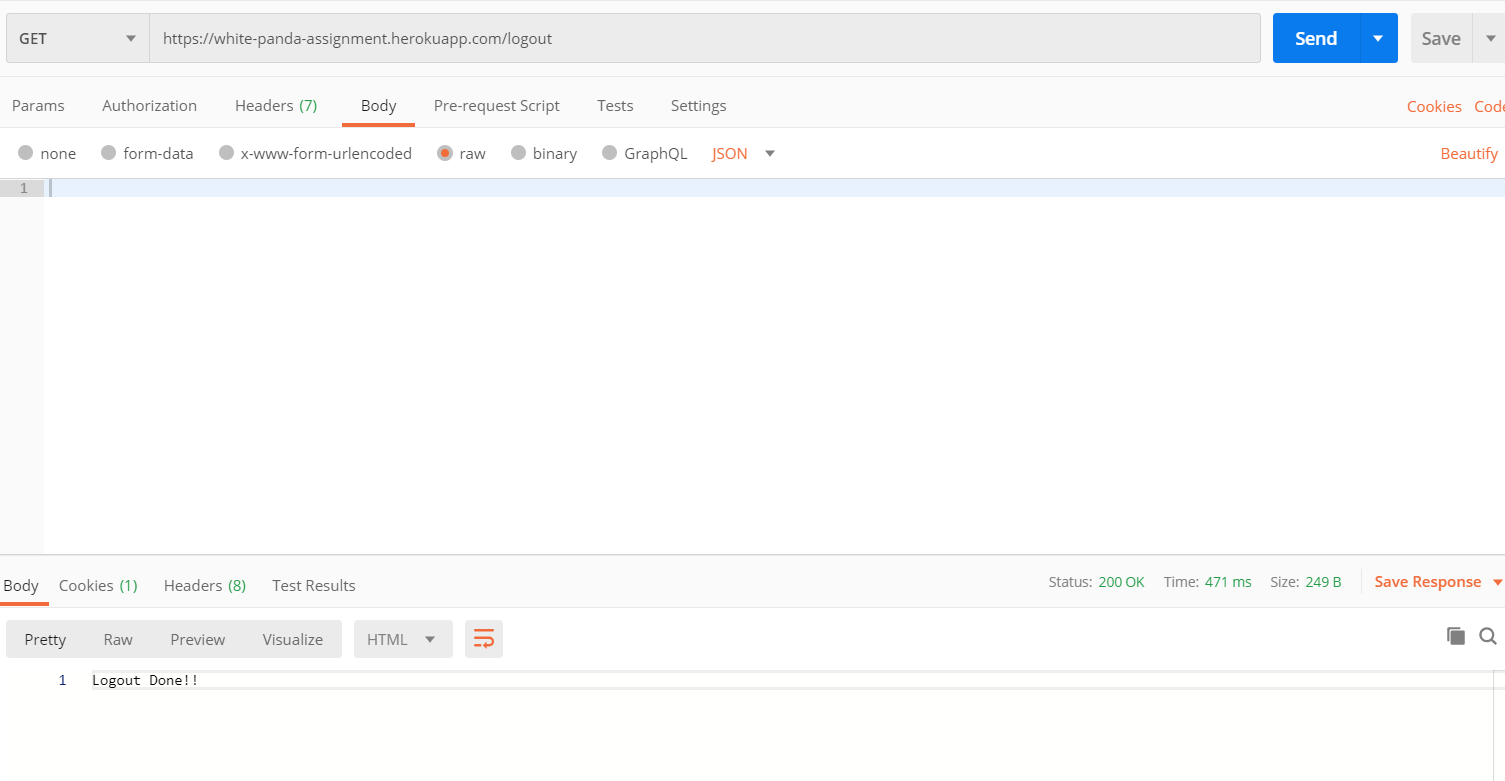 GET https://white-panda-assignment.herokuapp.com/logout Send Save
Params Authorization Headers (7) Body Pre-request Script Tests Settings Cookies Code
none form-data x-www-form-urlencoded raw binary GraphQL JSON Beautify
1
Body Cookies (1) Headers (8) Test Results Status: 200 OK Time: 471 ms Size: 249 B Save Response
Pretty Raw Preview Visualize HTML
1 Logout Done!!